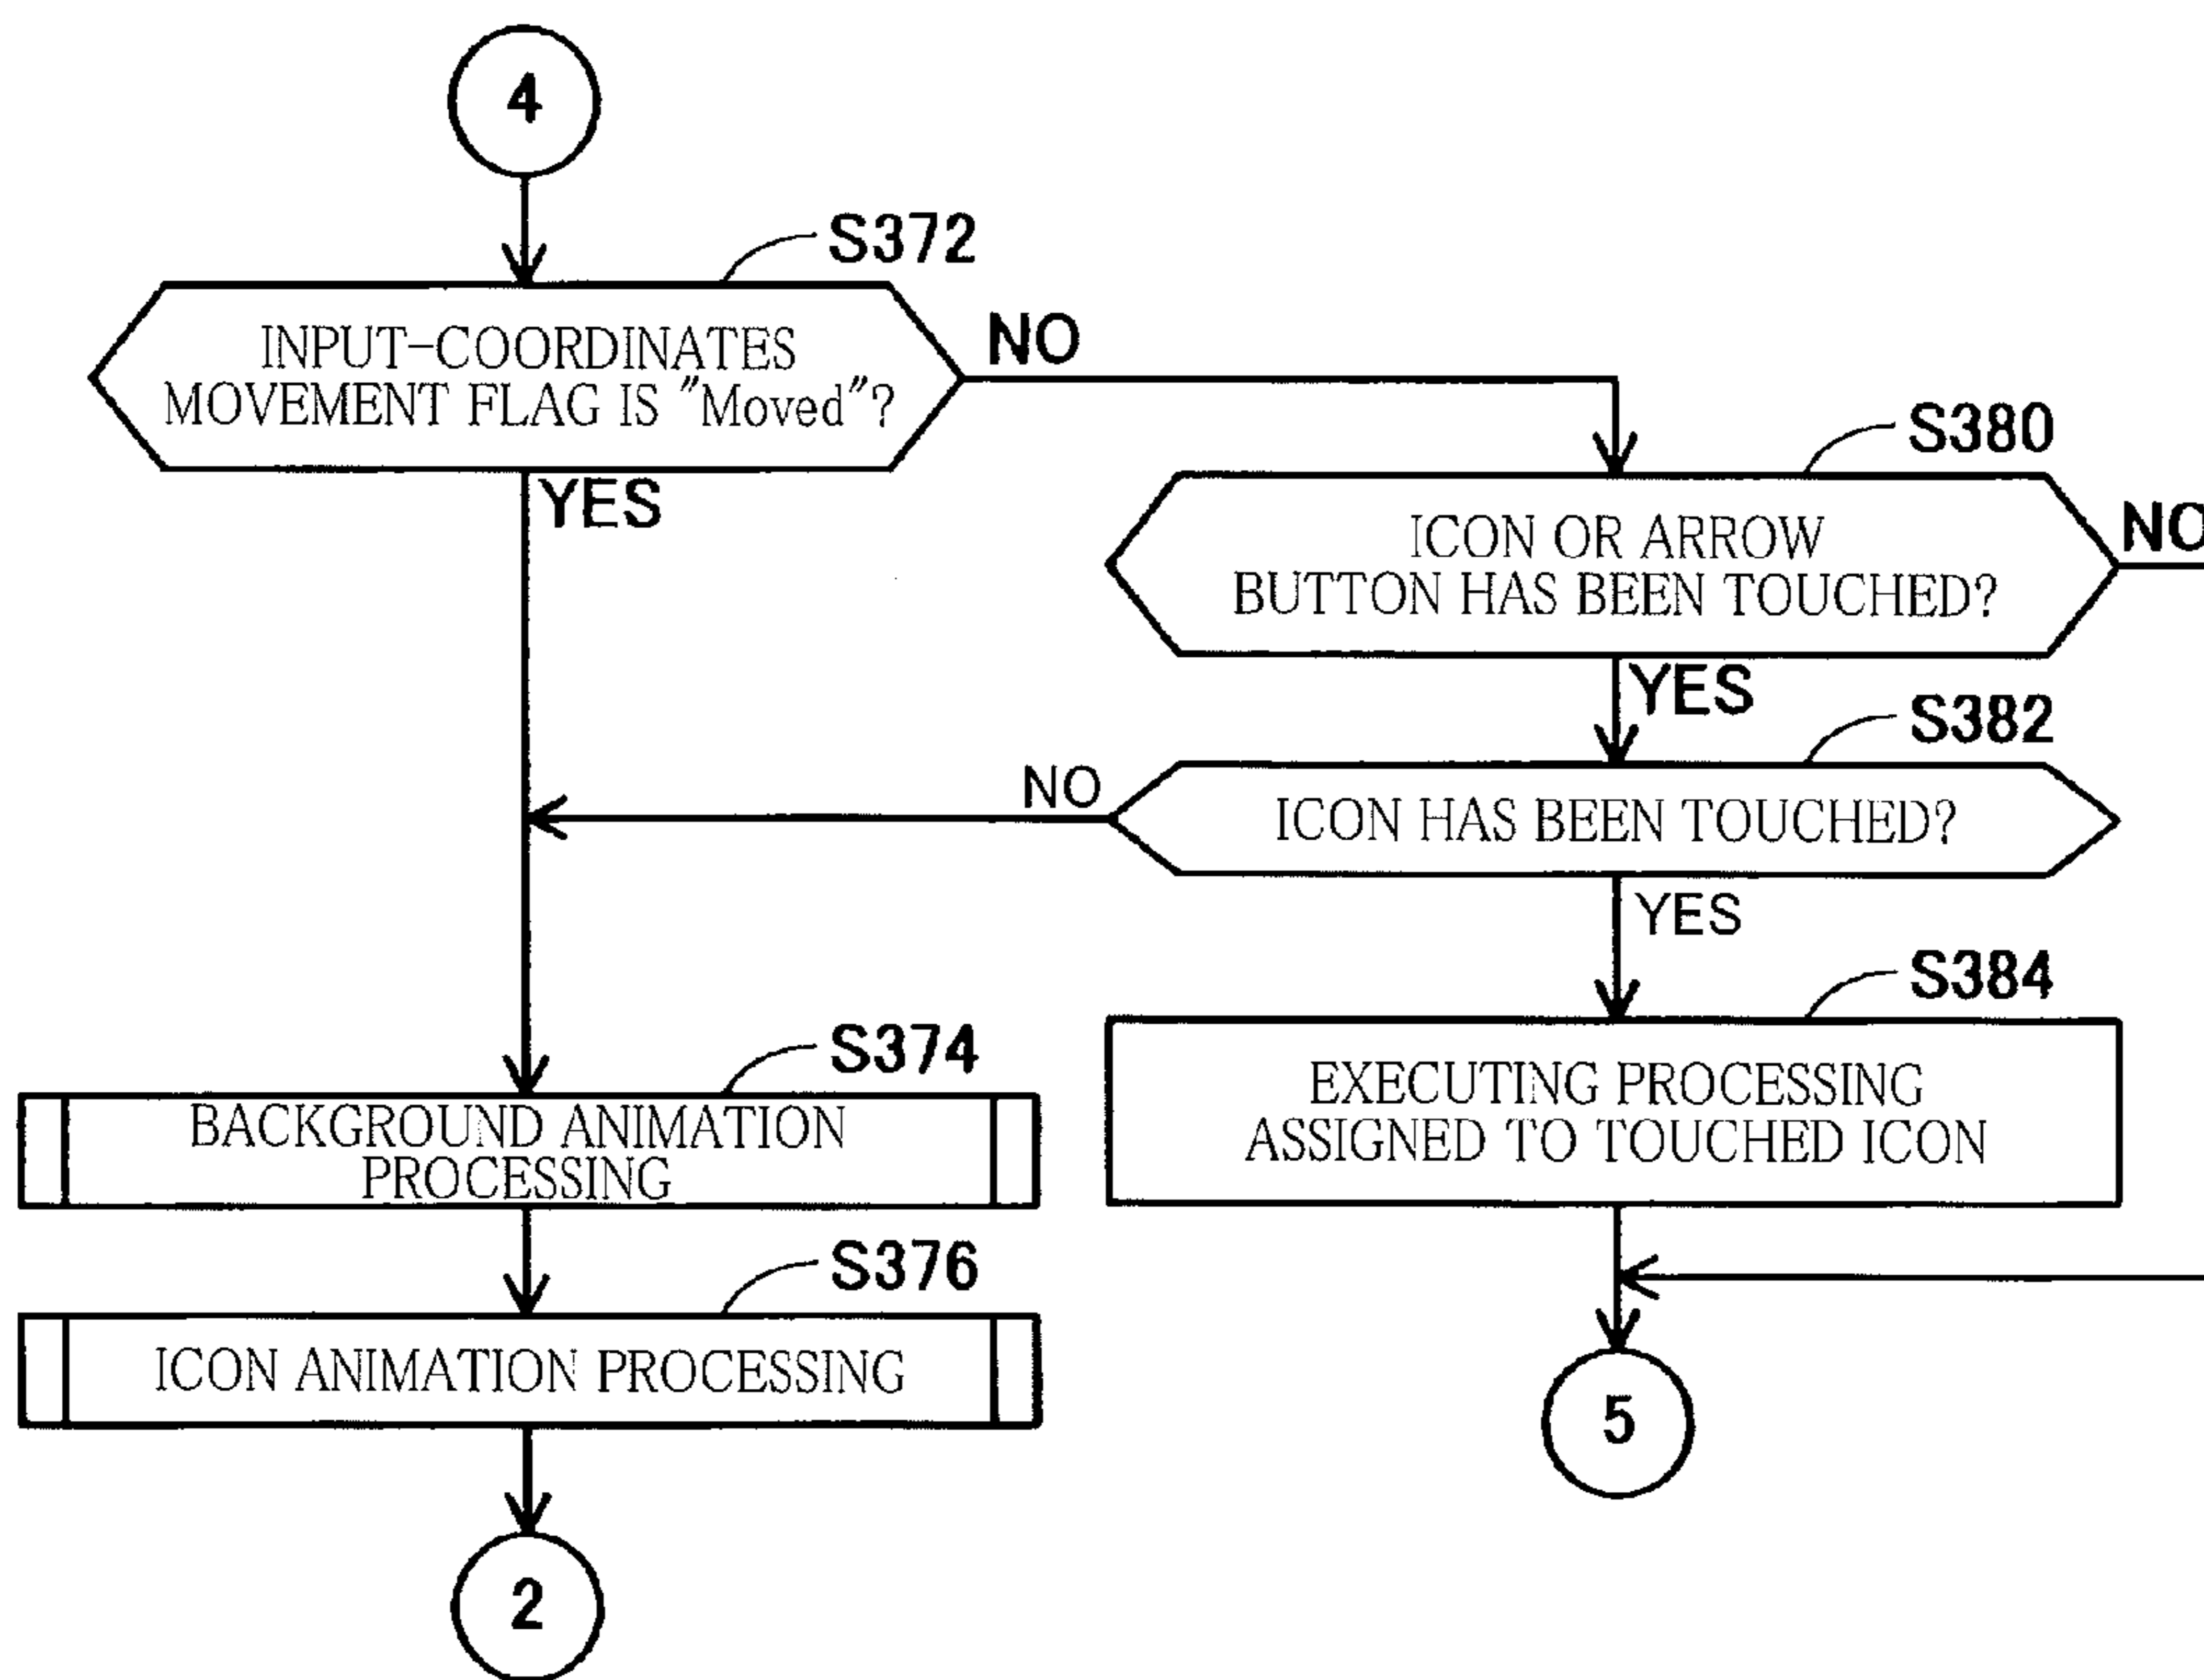 4
S372
INPUT-COORDINATES
MOVEMENT FLAG IS "Moved"?
NO
YES
S380
ICON OR ARROW
BUTTON HAS BEEN TOUCHED?
NO
YES
S382
ICON HAS BEEN TOUCHED?
NO
YES
S384
EXECUTING PROCESSING
ASSIGNED TO TOUCHED ICON
S374
BACKGROUND ANIMATION
PROCESSING
S376
ICON ANIMATION PROCESSING
5
2